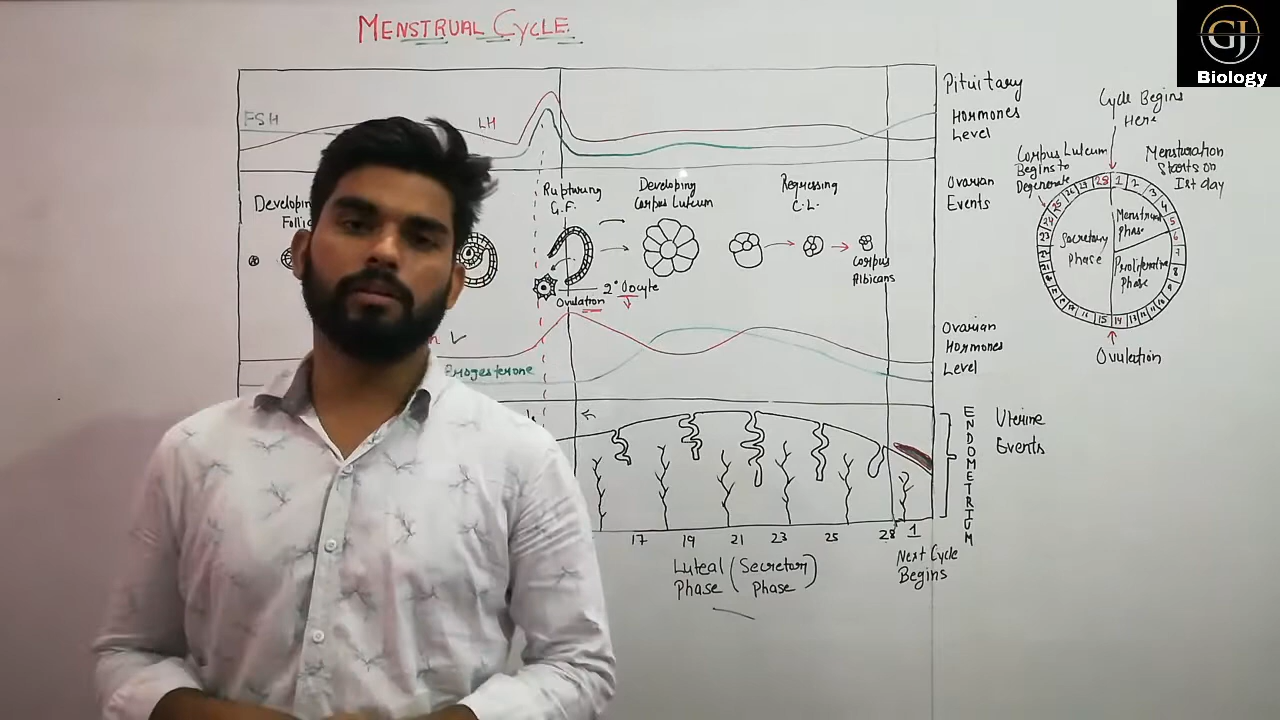 MENSTRUAL CYCLE
GJ
Biology
FSH
LH
Pituitary
Hormones
Level
Developing
Rupturing
G.F.
Developing
Corpus Luteum
Regressing
C.L.
Ovarian
Events
Ovulation
2° Oocyte
Corpus
Albicans
Progesterone
Ovarian
Hormones
Level
ENDOMETRIUM
Uterine
Events
17 19 21 23 25 28 1
Luteal (Secretory
Phase Phase)
Next Cycle
Begins
Cycle Begins
Here
Corpus Luteum
Begins to
Degenerate
Menstruation
Starts on
Ist day
Menstrual
Phase
Secretary
Phase
Proliferative
Phase
Ovulation